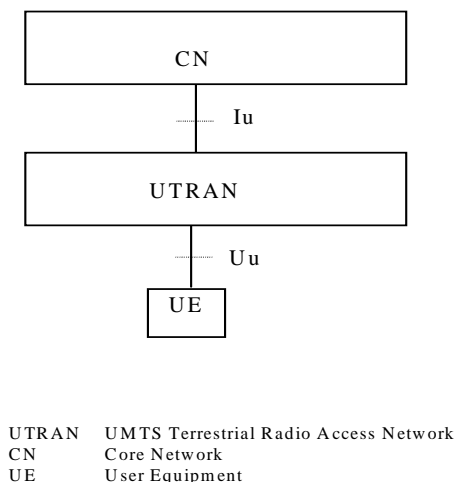 CN
Iu
UTRAN
Uu
UE
UTRAN UMTS Terrestrial Radio Access Network
CN Core Network
UE User Equipment